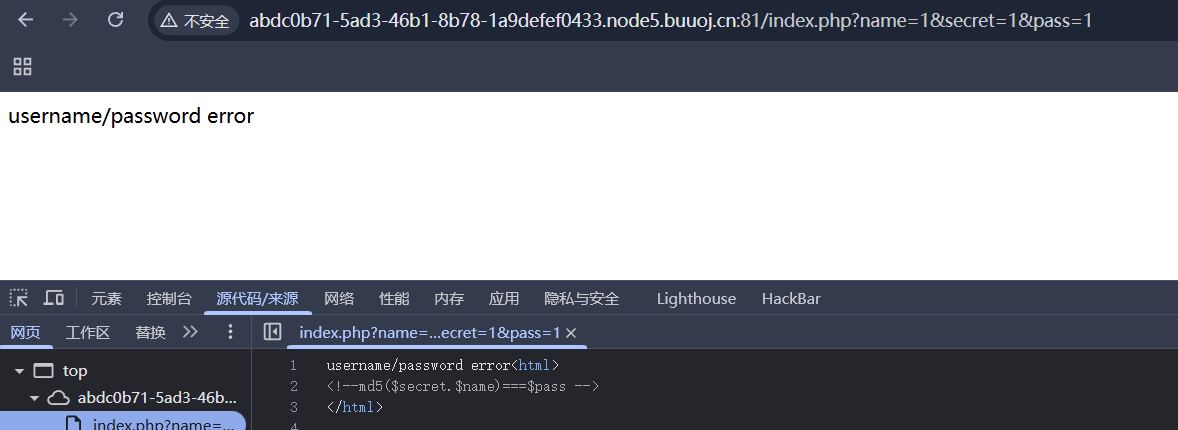 不安全 abdc0b71-5ad3-46b1-8b78-1a9defef0433.node5.buuoj.cn:81/index.php?name=1&secret=1&pass=1
username/password error
元素 控制台 源代码/来源 网络 性能 内存 应用 隐私与安全 Lighthouse HackBar
网页 工作区 替换 index.php?name=...ecret=1&pass=1
top
abdc0b71-5ad3-46b...
index.php?name=...
1 username/password error<html>
2 <!--md5($secret.$name)===$pass -->
3 </html>
4